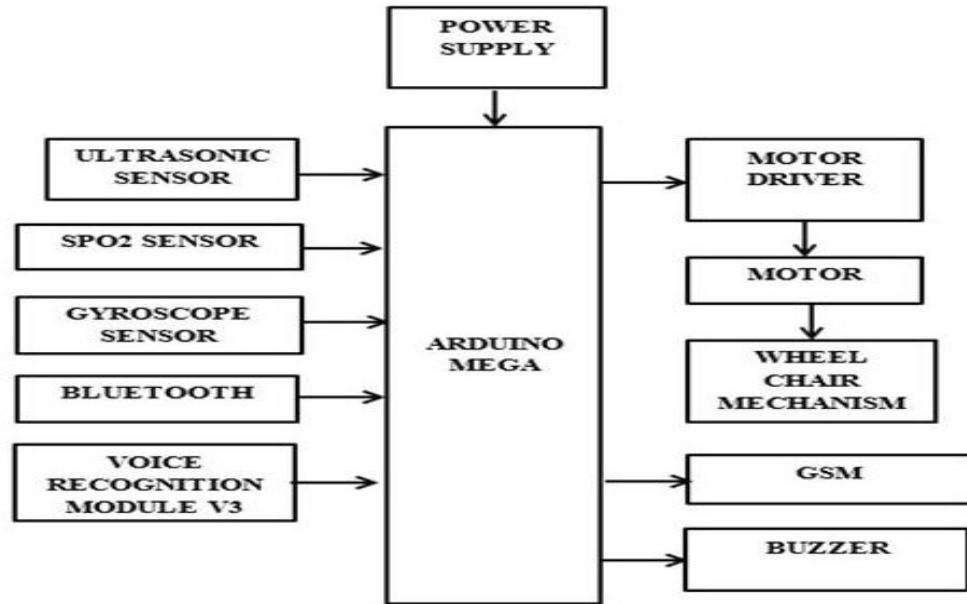 POWER
SUPPLY
ULTRASONIC
SENSOR
SPO2 SENSOR
GYROSCOPE
SENSOR
BLUETOOTH
VOICE
RECOGNITION
MODULE V3
ARDUINO
MEGA
MOTOR
DRIVER
MOTOR
WHEEL
CHAIR
MECHANISM
GSM
BUZZER